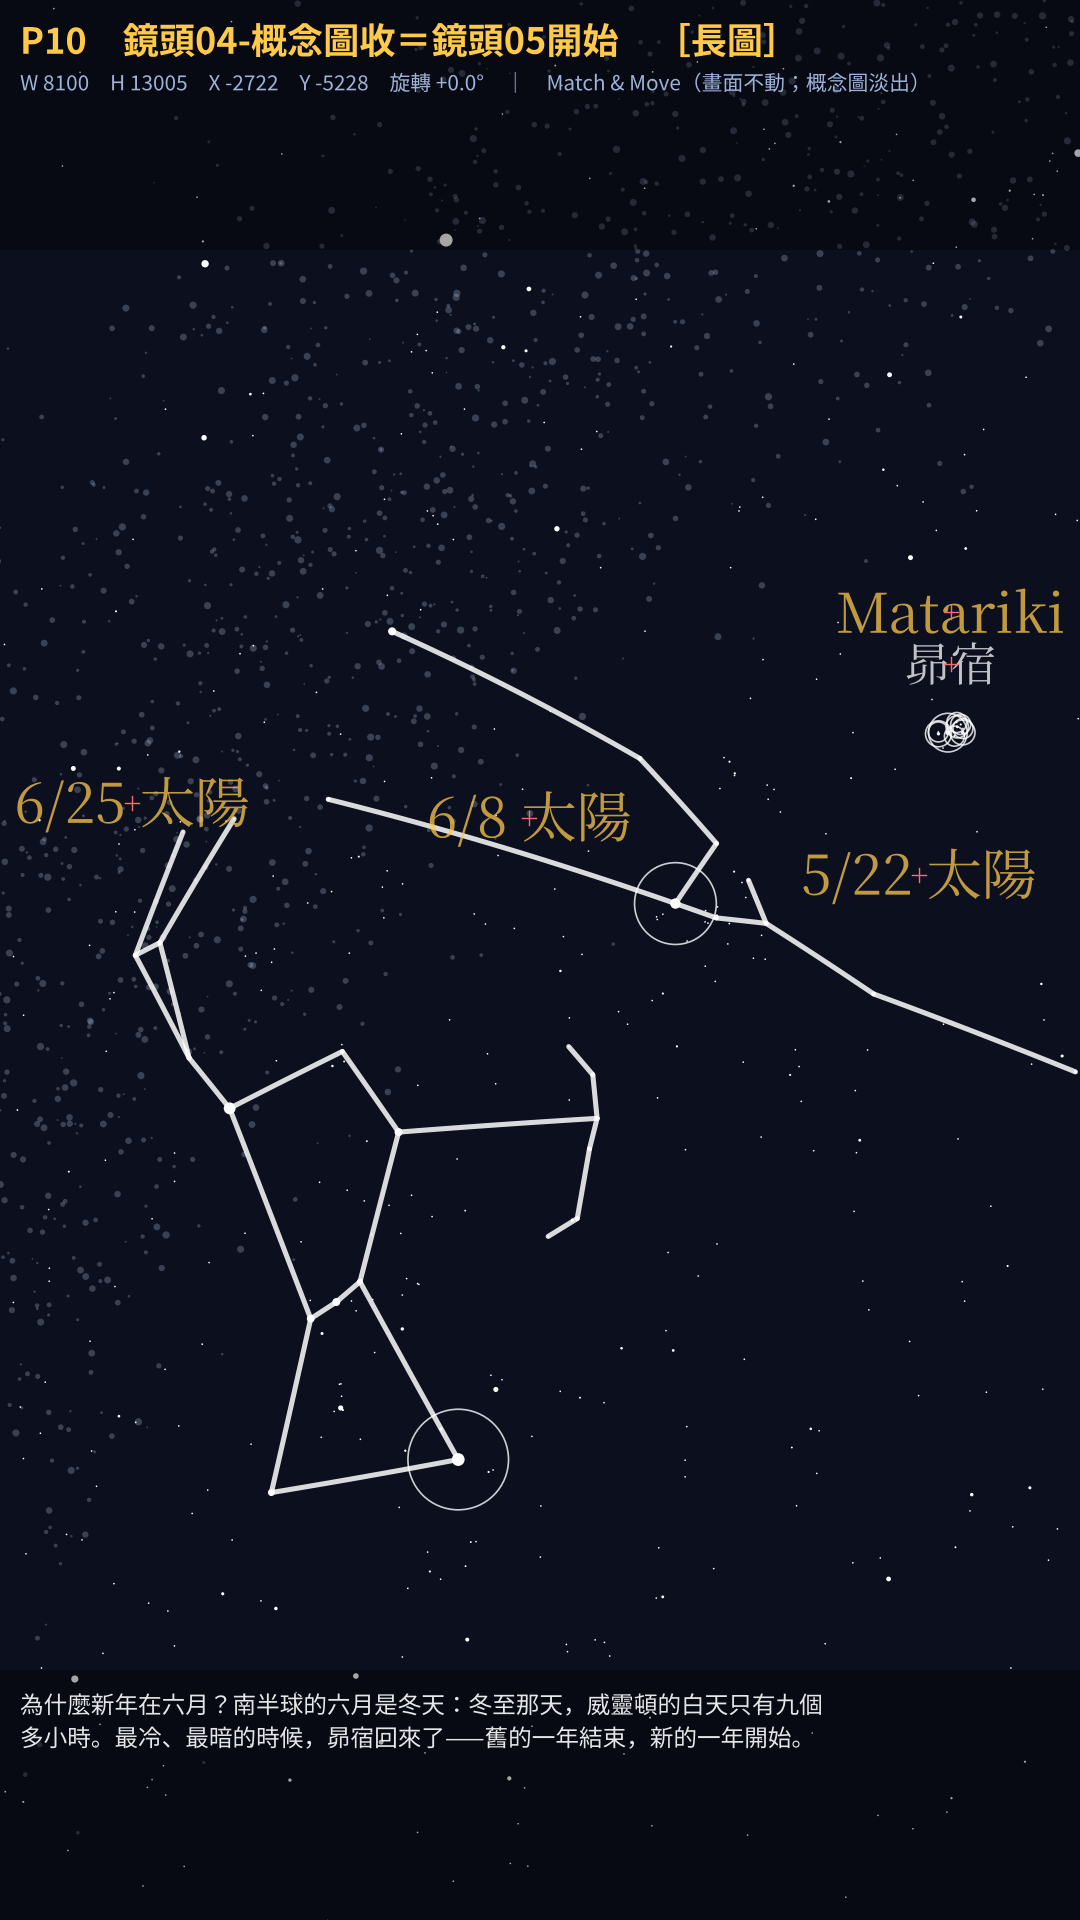 P10 鏡頭04-概念圖收＝鏡頭05開始 ［長圖］
W 8100 H 13005 X -2722 Y -5228 旋轉 +0.0° ｜ Match & Move（畫面不動；概念圖淡出）
Matariki
昴宿
6/25 太陽
6/8 太陽
5/22 太陽
為什麼新年在六月？南半球的六月是冬天：冬至那天，威靈頓的白天只有九個
多小時。最冷、最暗的時候，昴宿回來了——舊的一年結束，新的一年開始。